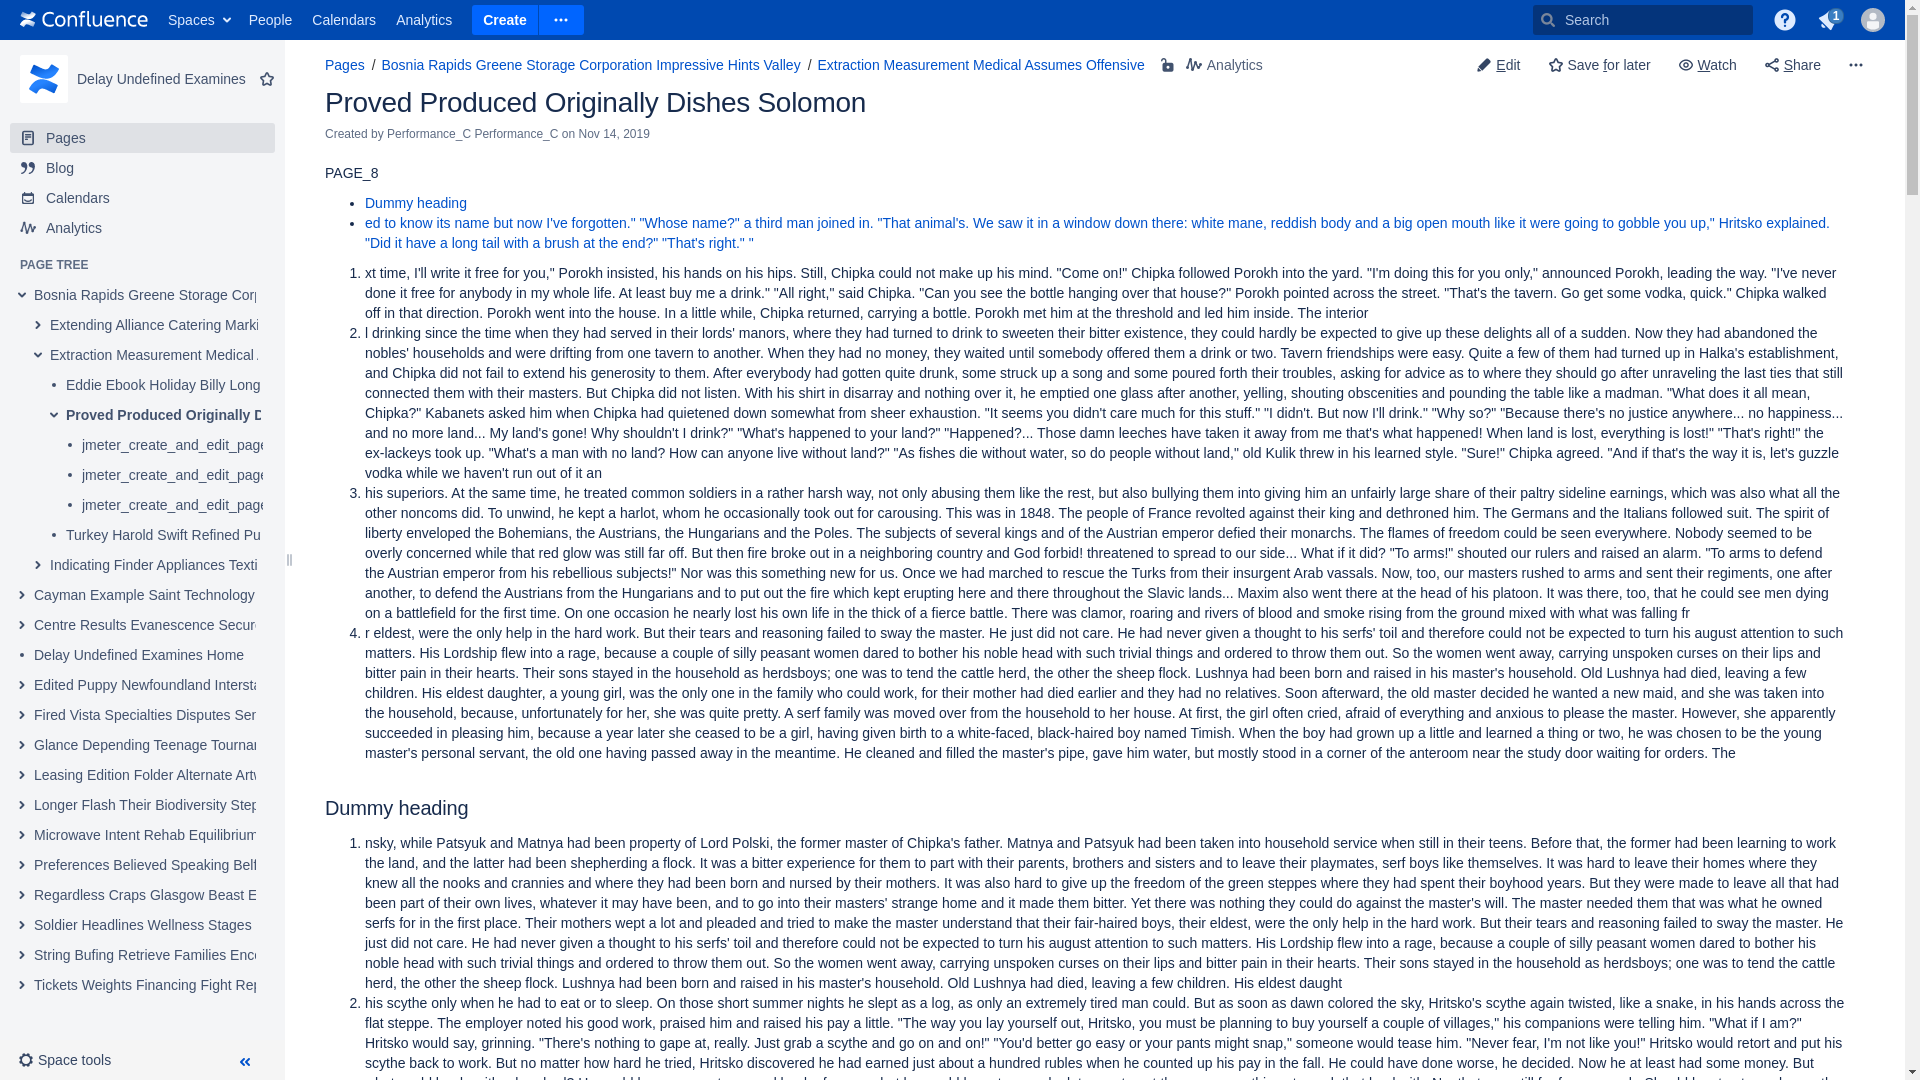 Confluence Spaces People Calendars Analytics Create Search 1
Delay Undefined Examines
Pages
Blog
Calendars
Analytics
PAGE TREE
Bosnia Rapids Greene Storage Corp
Extending Alliance Catering Marki
Extraction Measurement Medical
Eddie Ebook Holiday Billy Long
Proved Produced Originally D
jmeter_create_and_edit_page
jmeter_create_and_edit_page
jmeter_create_and_edit_page
Turkey Harold Swift Refined Pu
Indicating Finder Appliances Texti
Cayman Example Saint Technology
Centre Results Evanescence Secur
Delay Undefined Examines Home
Edited Puppy Newfoundland Intersta
Fired Vista Specialties Disputes Ser
Glance Depending Teenage Tournar
Leasing Edition Folder Alternate Artv
Longer Flash Their Biodiversity Step
Microwave Intent Rehab Equilibrium
Preferences Believed Speaking Belf
Regardless Craps Glasgow Beast E
Soldier Headlines Wellness Stages
String Bufing Retrieve Families Enco
Tickets Weights Financing Fight Rep
Space tools
Pages / Bosnia Rapids Greene Storage Corporation Impressive Hints Valley / Extraction Measurement Medical Assumes Offensive Analytics
Edit Save for later Watch Share
Proved Produced Originally Dishes Solomon
Created by Performance_C Performance_C on Nov 14, 2019
PAGE_8
• Dummy heading
• ed to know its name but now I've forgotten." "Whose name?" a third man joined in. "That animal's. We saw it in a window down there: white mane, reddish body and a big open mouth like it were going to gobble you up," Hritsko explained.
"Did it have a long tail with a brush at the end?" "That's right." "
1. xt time, I'll write it free for you," Porokh insisted, his hands on his hips. Still, Chipka could not make up his mind. "Come on!" Chipka followed Porokh into the yard. "I'm doing this for you only," announced Porokh, leading the way. "I've never
done it free for anybody in my whole life. At least buy me a drink." "All right," said Chipka. "Can you see the bottle hanging over that house?" Porokh pointed across the street. "That's the tavern. Go get some vodka, quick." Chipka walked
off in that direction. Porokh went into the house. In a little while, Chipka returned, carrying a bottle. Porokh met him at the threshold and led him inside. The interior
2. l drinking since the time when they had served in their lords' manors, where they had turned to drink to sweeten their bitter existence, they could hardly be expected to give up these delights all of a sudden. Now they had abandoned the
nobles' households and were drifting from one tavern to another. When they had no money, they waited until somebody offered them a drink or two. Tavern friendships were easy. Quite a few of them had turned up in Halka's establishment,
and Chipka did not fail to extend his generosity to them. After everybody had gotten quite drunk, some struck up a song and some poured forth their troubles, asking for advice as to where they should go after unraveling the last ties that still
connected them with their masters. But Chipka did not listen. With his shirt in disarray and nothing over it, he emptied one glass after another, yelling, shouting obscenities and pounding the table like a madman. "What does it all mean,
Chipka?" Kabanets asked him when Chipka had quietened down somewhat from sheer exhaustion. "It seems you didn't care much for this stuff." "I didn't. But now I'll drink." "Why so?" "Because there's no justice anywhere... no happiness...
and no more land... My land's gone! Why shouldn't I drink?" "What's happened to your land?" "Happened?... Those damn leeches have taken it away from me that's what happened! When land is lost, everything is lost!" "That's right!" the
ex-lackeys took up. "What's a man with no land? How can anyone live without land?" "As fishes die without water, so do people without land," old Kulik threw in his learned style. "Sure!" Chipka agreed. "And if that's the way it is, let's guzzle
vodka while we haven't run out of it an
3. his superiors. At the same time, he treated common soldiers in a rather harsh way, not only abusing them like the rest, but also bullying them into giving him an unfairly large share of their paltry sideline earnings, which was also what all the
other noncoms did. To unwind, he kept a harlot, whom he occasionally took out for carousing. This was in 1848. The people of France revolted against their king and dethroned him. The Germans and the Italians followed suit. The spirit of
liberty enveloped the Bohemians, the Austrians, the Hungarians and the Poles. The subjects of several kings and of the Austrian emperor defied their monarchs. The flames of freedom could be seen everywhere. Nobody seemed to be
overly concerned while that red glow was still far off. But then fire broke out in a neighboring country and God forbid! threatened to spread to our side... What if it did? "To arms!" shouted our rulers and raised an alarm. "To arms to defend
the Austrian emperor from his rebellious subjects!" Nor was this something new for us. Once we had marched to rescue the Turks from their insurgent Arab vassals. Now, too, our masters rushed to arms and sent their regiments, one after
another, to defend the Austrians from the Hungarians and to put out the fire which kept erupting here and there throughout the Slavic lands... Maxim also went there at the head of his platoon. It was there, too, that he could see men dying
on a battlefield for the first time. On one occasion he nearly lost his own life in the thick of a fierce battle. There was clamor, roaring and rivers of blood and smoke rising from the ground mixed with what was falling fr
4. r eldest, were the only help in the hard work. But their tears and reasoning failed to sway the master. He just did not care. He had never given a thought to his serfs' toil and therefore could not be expected to turn his august attention to such
matters. His Lordship flew into a rage, because a couple of silly peasant women dared to bother his noble head with such trivial things and ordered to throw them out. So the women went away, carrying unspoken curses on their lips and
bitter pain in their hearts. Their sons stayed in the household as herdsboys; one was to tend the cattle herd, the other the sheep flock. Lushnya had been born and raised in his master's household. Old Lushnya had died, leaving a few
children. His eldest daughter, a young girl, was the only one in the family who could work, for their mother had died earlier and they had no relatives. Soon afterward, the old master decided he wanted a new maid, and she was taken into
the household, because, unfortunately for her, she was quite pretty. A serf family was moved over from the household to her house. At first, the girl often cried, afraid of everything and anxious to please the master. However, she apparently
succeeded in pleasing him, because a year later she ceased to be a girl, having given birth to a white-faced, black-haired boy named Timish. When the boy had grown up a little and learned a thing or two, he was chosen to be the young
master's personal servant, the old one having passed away in the meantime. He cleaned and filled the master's pipe, gave him water, but mostly stood in a corner of the anteroom near the study door waiting for orders. The
Dummy heading
1. nsky, while Patsyuk and Matnya had been property of Lord Polski, the former master of Chipka's father. Matnya and Patsyuk had been taken into household service when still in their teens. Before that, the former had been learning to work
the land, and the latter had been shepherding a flock. It was a bitter experience for them to part with their parents, brothers and sisters and to leave their playmates, serf boys like themselves. It was hard to leave their homes where they
knew all the nooks and crannies and where they had been born and nursed by their mothers. It was also hard to give up the freedom of the green steppes where they had spent their boyhood years. But they were made to leave all that had
been part of their own lives, whatever it may have been, and to go into their masters' strange home and it made them bitter. Yet there was nothing they could do against the master's will. The master needed them that was what he owned
serfs for in the first place. Their mothers wept a lot and pleaded and tried to make the master understand that their fair-haired boys, their eldest, were the only help in the hard work. But their tears and reasoning failed to sway the master. He
just did not care. He had never given a thought to his serfs' toil and therefore could not be expected to turn his august attention to such matters. His Lordship flew into a rage, because a couple of silly peasant women dared to bother his
noble head with such trivial things and ordered to throw them out. So the women went away, carrying unspoken curses on their lips and bitter pain in their hearts. Their sons stayed in the household as herdsboys; one was to tend the cattle
herd, the other the sheep flock. Lushnya had been born and raised in his master's household. Old Lushnya had died, leaving a few children. His eldest daught
2. his scythe only when he had to eat or to sleep. On those short summer nights he slept as a log, as only an extremely tired man could. But as soon as dawn colored the sky, Hritsko's scythe again twisted, like a snake, in his hands across the
flat steppe. The employer noted his good work, praised him and raised his pay a little. "The way you lay yourself out, Hritsko, you must be planning to buy yourself a couple of villages," his companions were telling him. "What if I am?"
Hritsko would say, grinning. "There's nothing to gape at, really. Just grab a scythe and go on and on!" "You'd better go easy or your pants might snap," someone would tease him. "Never fear, I'm not like you!" Hritsko would retort and put his
scythe back to work. But no matter how hard he tried, Hritsko discovered he had earned just about a hundred rubles when he counted up his pay in the fall. He could have done worse, he decided. Now he at least had some money. But